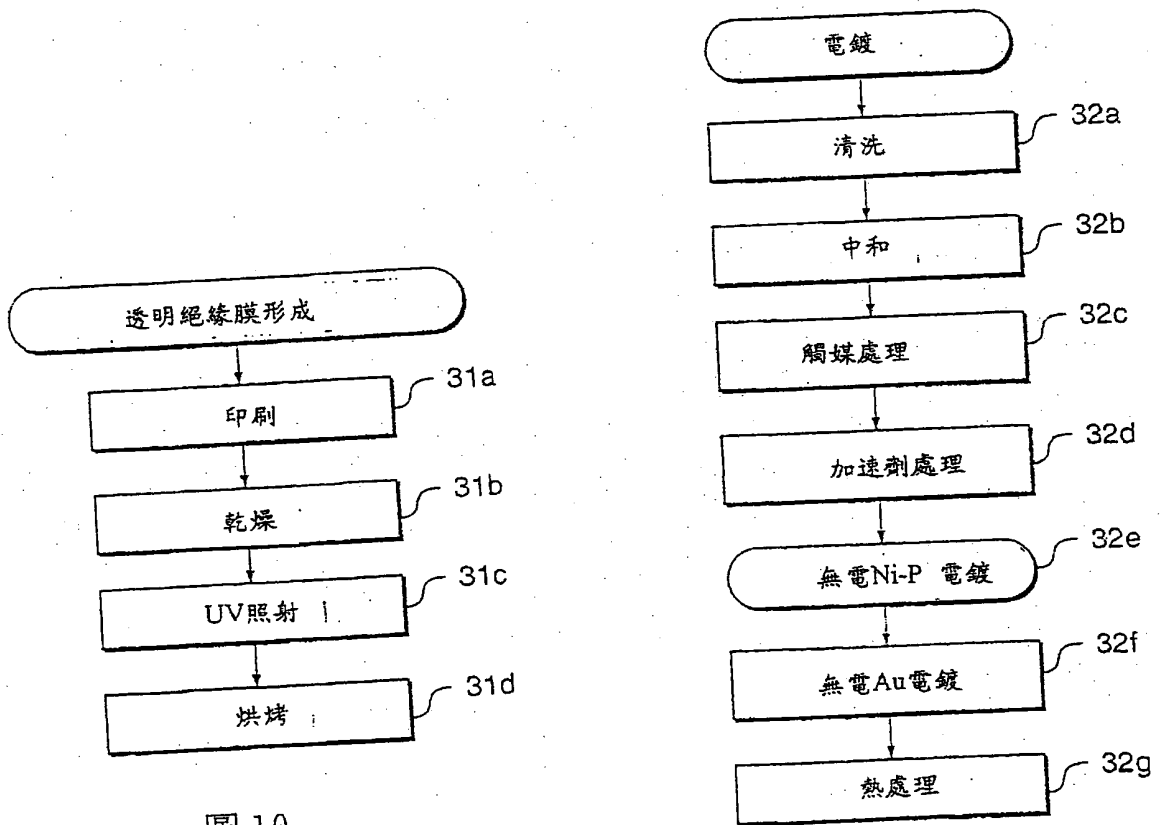 透明絕緣膜形成
印刷
31a
乾燥
31b
UV照射
31c
烘烤
31d
圖 10
電鍍
清洗
32a
中和
32b
觸媒處理
32c
加速劑處理
32d
無電Ni-P 電鍍
32e
無電Au電鍍
32f
熱處理
32g